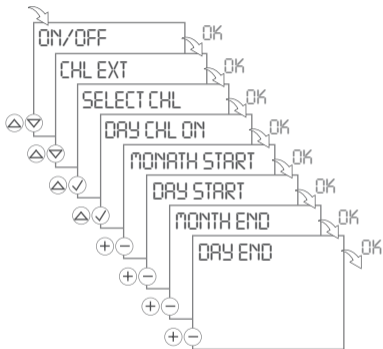 ON/OFF
OK
CHL EXT
OK
SELECT CHL
OK
DAY CHL ON
OK
MONATH START
OK
DAY START
OK
MONTH END
OK
DAY END
OK